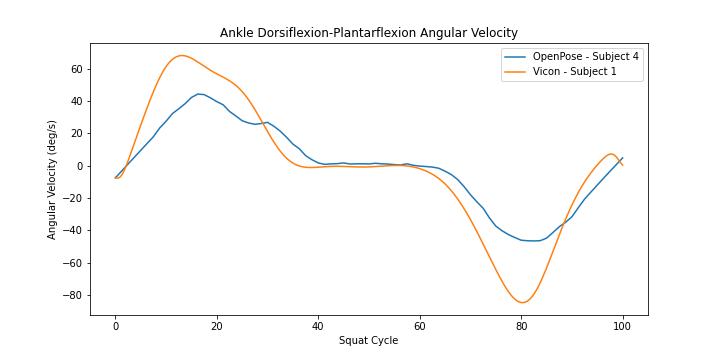 Ankle Dorsiflexion-Plantarflexion Angular Velocity
OpenPose - Subject 4
Vicon - Subject 1
Angular Velocity (deg/s)
60
40
20
0
−20
−40
−60
−80
0 20 40 60 80 100
Squat Cycle